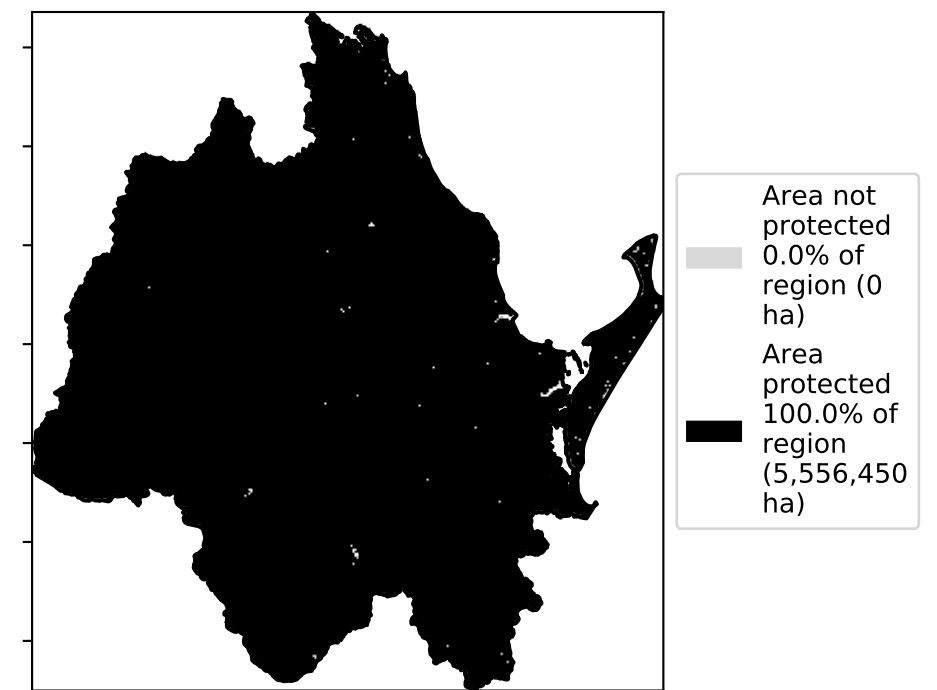 Area not
protected
0.0% of
region (0
ha)
Area
protected
100.0% of
region
(5,556,450
ha)